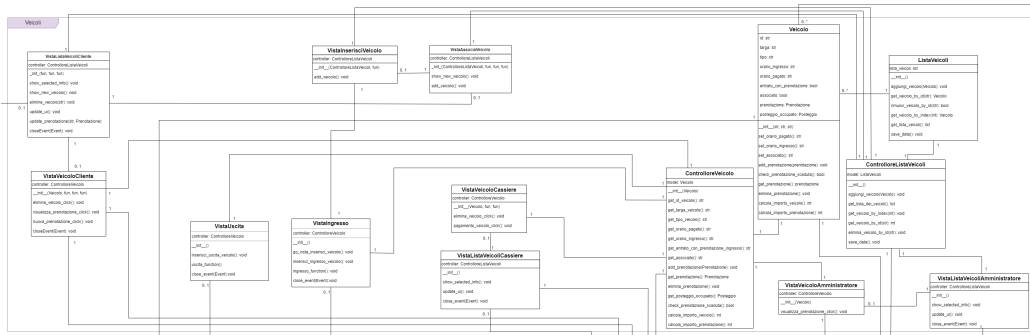 Veicoli
VistaListaVeicoliCliente
controller: ControlloreListaVeicoli
__init__(fun, fun, fun)
show_selected_info(): void
show_new_veicolo(): void
elimina_veicolo(str): void
update_ui(): void
update_prenotazione(str, Prenotazione)
closeEvent(Event): void
VistaVeicoloCliente
controller: ControlloreVeicolo
__init__(Veicolo, fun, fun, fun)
elimina_veicolo_click(): void
visualizza_prenotazione_click(): void
nuova_prenotazione_click(): void
closeEvent(Event): void
VistaUscita
controller: ControlloreVeicolo
__init__()
inserisci_uscita_veicolo(): void
uscita_function()
close_event(Event):void
VistaInserisciVeicolo
controller: ControlloreListaVeicoli
__init__(ControlloreListaVeicoli, fun)
add_veicolo(): void
VistaAssociaVeicolo
controller: ControlloreListaVeicoli
__init__(ControlloreListaVeicoli, fun, fun)
show_new_veicolo(): void
add_veicolo(): void
VistaIngresso
controller: ControlloreVeicolo
__init__()
go_vista_inserisci_veicolo(): void
inserisci_ingresso_veicolo(): void
ingresso_function()
close_event(Event): void
VistaVeicoloCassiere
controller: ControlloreVeicolo
__init__(Veicolo, fun)
elimina_veicolo_click(): void
pagamento_veicolo_click(): void
VistaListaVeicoliCassiere
controller: ControlloreListaVeicoli
__init__()
show_selected_info(): void
update_ui(): void
close_event(Event): void
Veicolo
id: str
targa: str
tipo: str
orario_ingresso: str
orario_pagato: str
entrato_con_prenotazione: bool
associato: bool
prenotazione: Prenotazione
posteggio_occupato: Posteggio
__init__(str, str, str)
set_orario_pagato(): str
set_orario_ingresso(): str
set_associato(): str
add_prenotazione(prenotazione): void
check_prenotazione_scaduta(): bool
get_prenotazione(): prenotazione
elimina_prenotazione(): void
calcola_importo_veicolo(): int
calcola_importo_prenotazione(): int
ControlloreVeicolo
model: Veicolo
__init__(Veicolo)
get_id_veicolo(): str
get_targa_veicolo(): str
get_tipo_veicolo(): str
get_orario_pagato(): str
get_orario_ingresso(): str
get_entrato_con_prenotazione_ingresso(): str
get_associato(): str
add_prenotazione(Prenotazione): void
get_prenotazione(): Prenotazione
elimina_prenotazione(): void
get_posteggio_occupato(): Posteggio
check_prenotazione_scaduta(): bool
calcola_importo_veicolo(): int
calcola_importo_prenotazione(): int
ListaVeicoli
lista_veicoli: list
__init__()
aggiungi_veicolo(Veicolo): void
get_veicolo_by_id(str): Veicolo
rimuovi_veicolo_by_id(str): bool
get_veicolo_by_index(int): Veicolo
get_lista_veicoli(): list
save_data(): void
ControlloreListaVeicoli
model: ListaVeicoli
__init__()
aggiungi_veicolo(Veicolo): void
get_lista_dei_veicoli(): list
get_veicolo_by_index(int): void
get_veicolo_by_id(str): int
elimina_veicolo_by_id(str): void
save_data(): void
VistaVeicoloAmministratore
controller: ControlloreVeicolo
__init__(Veicolo)
visualizza_prenotazione_click(): void
VistaListaVeicoliAmministratore
controller: ControlloreListaVeicoli
__init__()
show_selected_info(): void
update_ui(): void
close_event(Event): void